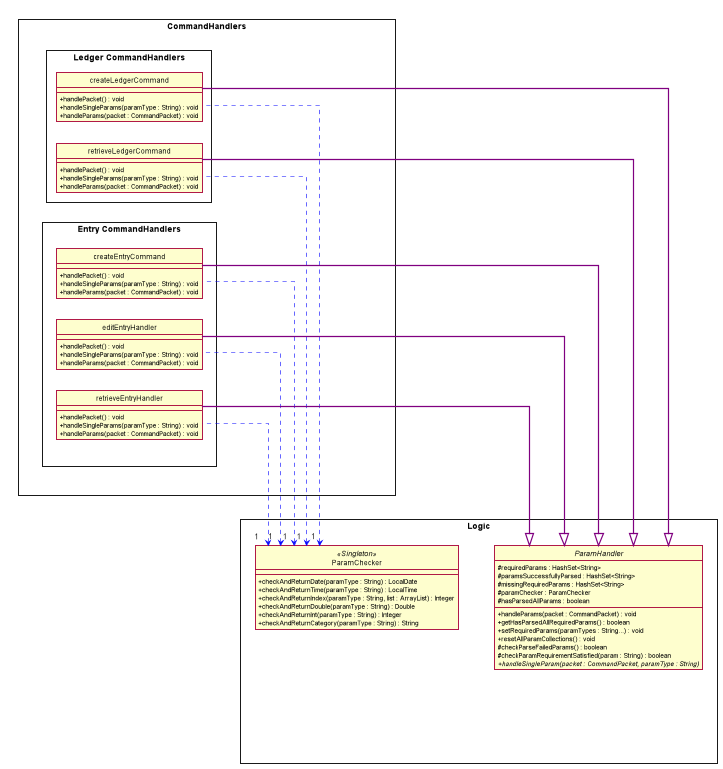 CommandHandlers
Ledger CommandHandlers
createLedgerCommand
+handlePacket() : void
+handleSingleParams(paramType : String) : void
+handleParams(packet : CommandPacket) : void
retrieveLedgerCommand
+handlePacket() : void
+handleSingleParams(paramType : String) : void
+handleParams(packet : CommandPacket) : void
Entry CommandHandlers
createEntryCommand
+handlePacket() : void
+handleSingleParams(paramType : String) : void
+handleParams(packet : CommandPacket) : void
editEntryHandler
+handlePacket() : void
+handleSingleParams(paramType : String) : void
+handleParams(packet : CommandPacket) : void
retrieveEntryHandler
+handlePacket() : void
+handleSingleParams(paramType : String) : void
+handleParams(packet : CommandPacket) : void
Logic
1 1 1 1 1
«Singleton»
ParamChecker
+checkAndReturnDate(paramType : String) : LocalDate
+checkAndReturnTime(paramType : String) : LocalTime
+checkAndReturnIndex(paramType : String, list : ArrayList) : Integer
+checkAndReturnDouble(paramType : String) : Double
+checkAndReturnInt(paramType : String) : Integer
+checkAndReturnCategory(paramType : String) : String
ParamHandler
#requiredParams : HashSet<String>
#paramsSuccessfullyParsed : HashSet<String>
#missingRequiredParams : HashSet<String>
#paramChecker : ParamChecker
#hasParsedAllParams : boolean
+handleParams(packet : CommandPacket) : void
+getHasParsedAllRequiredParams() : boolean
+setRequiredParams(paramTypes : String...) : void
+resetAllParamCollections() : void
#checkParseFailedParams() : boolean
#checkParamRequirementSatisfied(param : String) : boolean
+handleSingleParam(packet : CommandPacket, paramType : String)